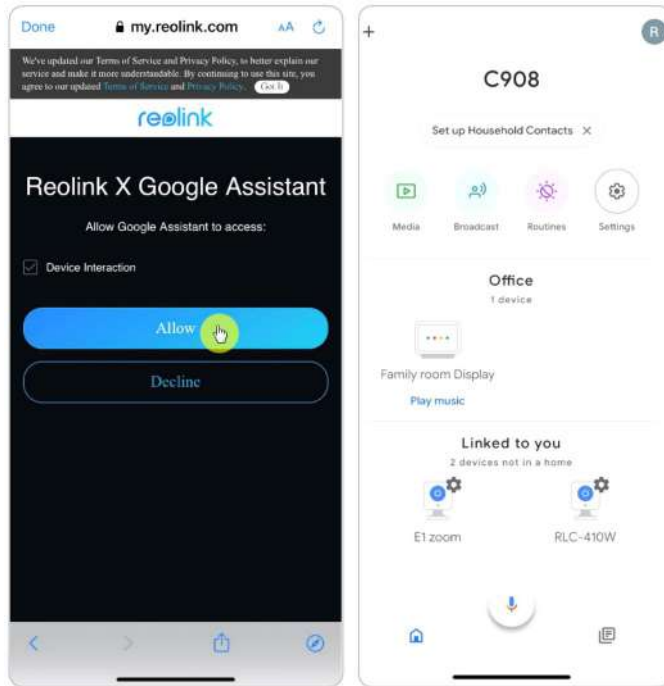 Done
my.reolink.com
AA
We've updated our Terms of Service and Privacy Policy, to better explain our
service and make it more understandable. By continuing to use this site, you
agree to our updated Terms of Service and Privacy Policy.
Got It
reolink
Reolink X Google Assistant
Allow Google Assistant to access:
Device Interaction
Allow
Decline
R
C908
Set up Household Contacts
Media
Broadcast
Routines
Settings
Office
1 device
Family room Display
Play music
Linked to you
2 devices not in a home
E1 zoom
RLC-410W